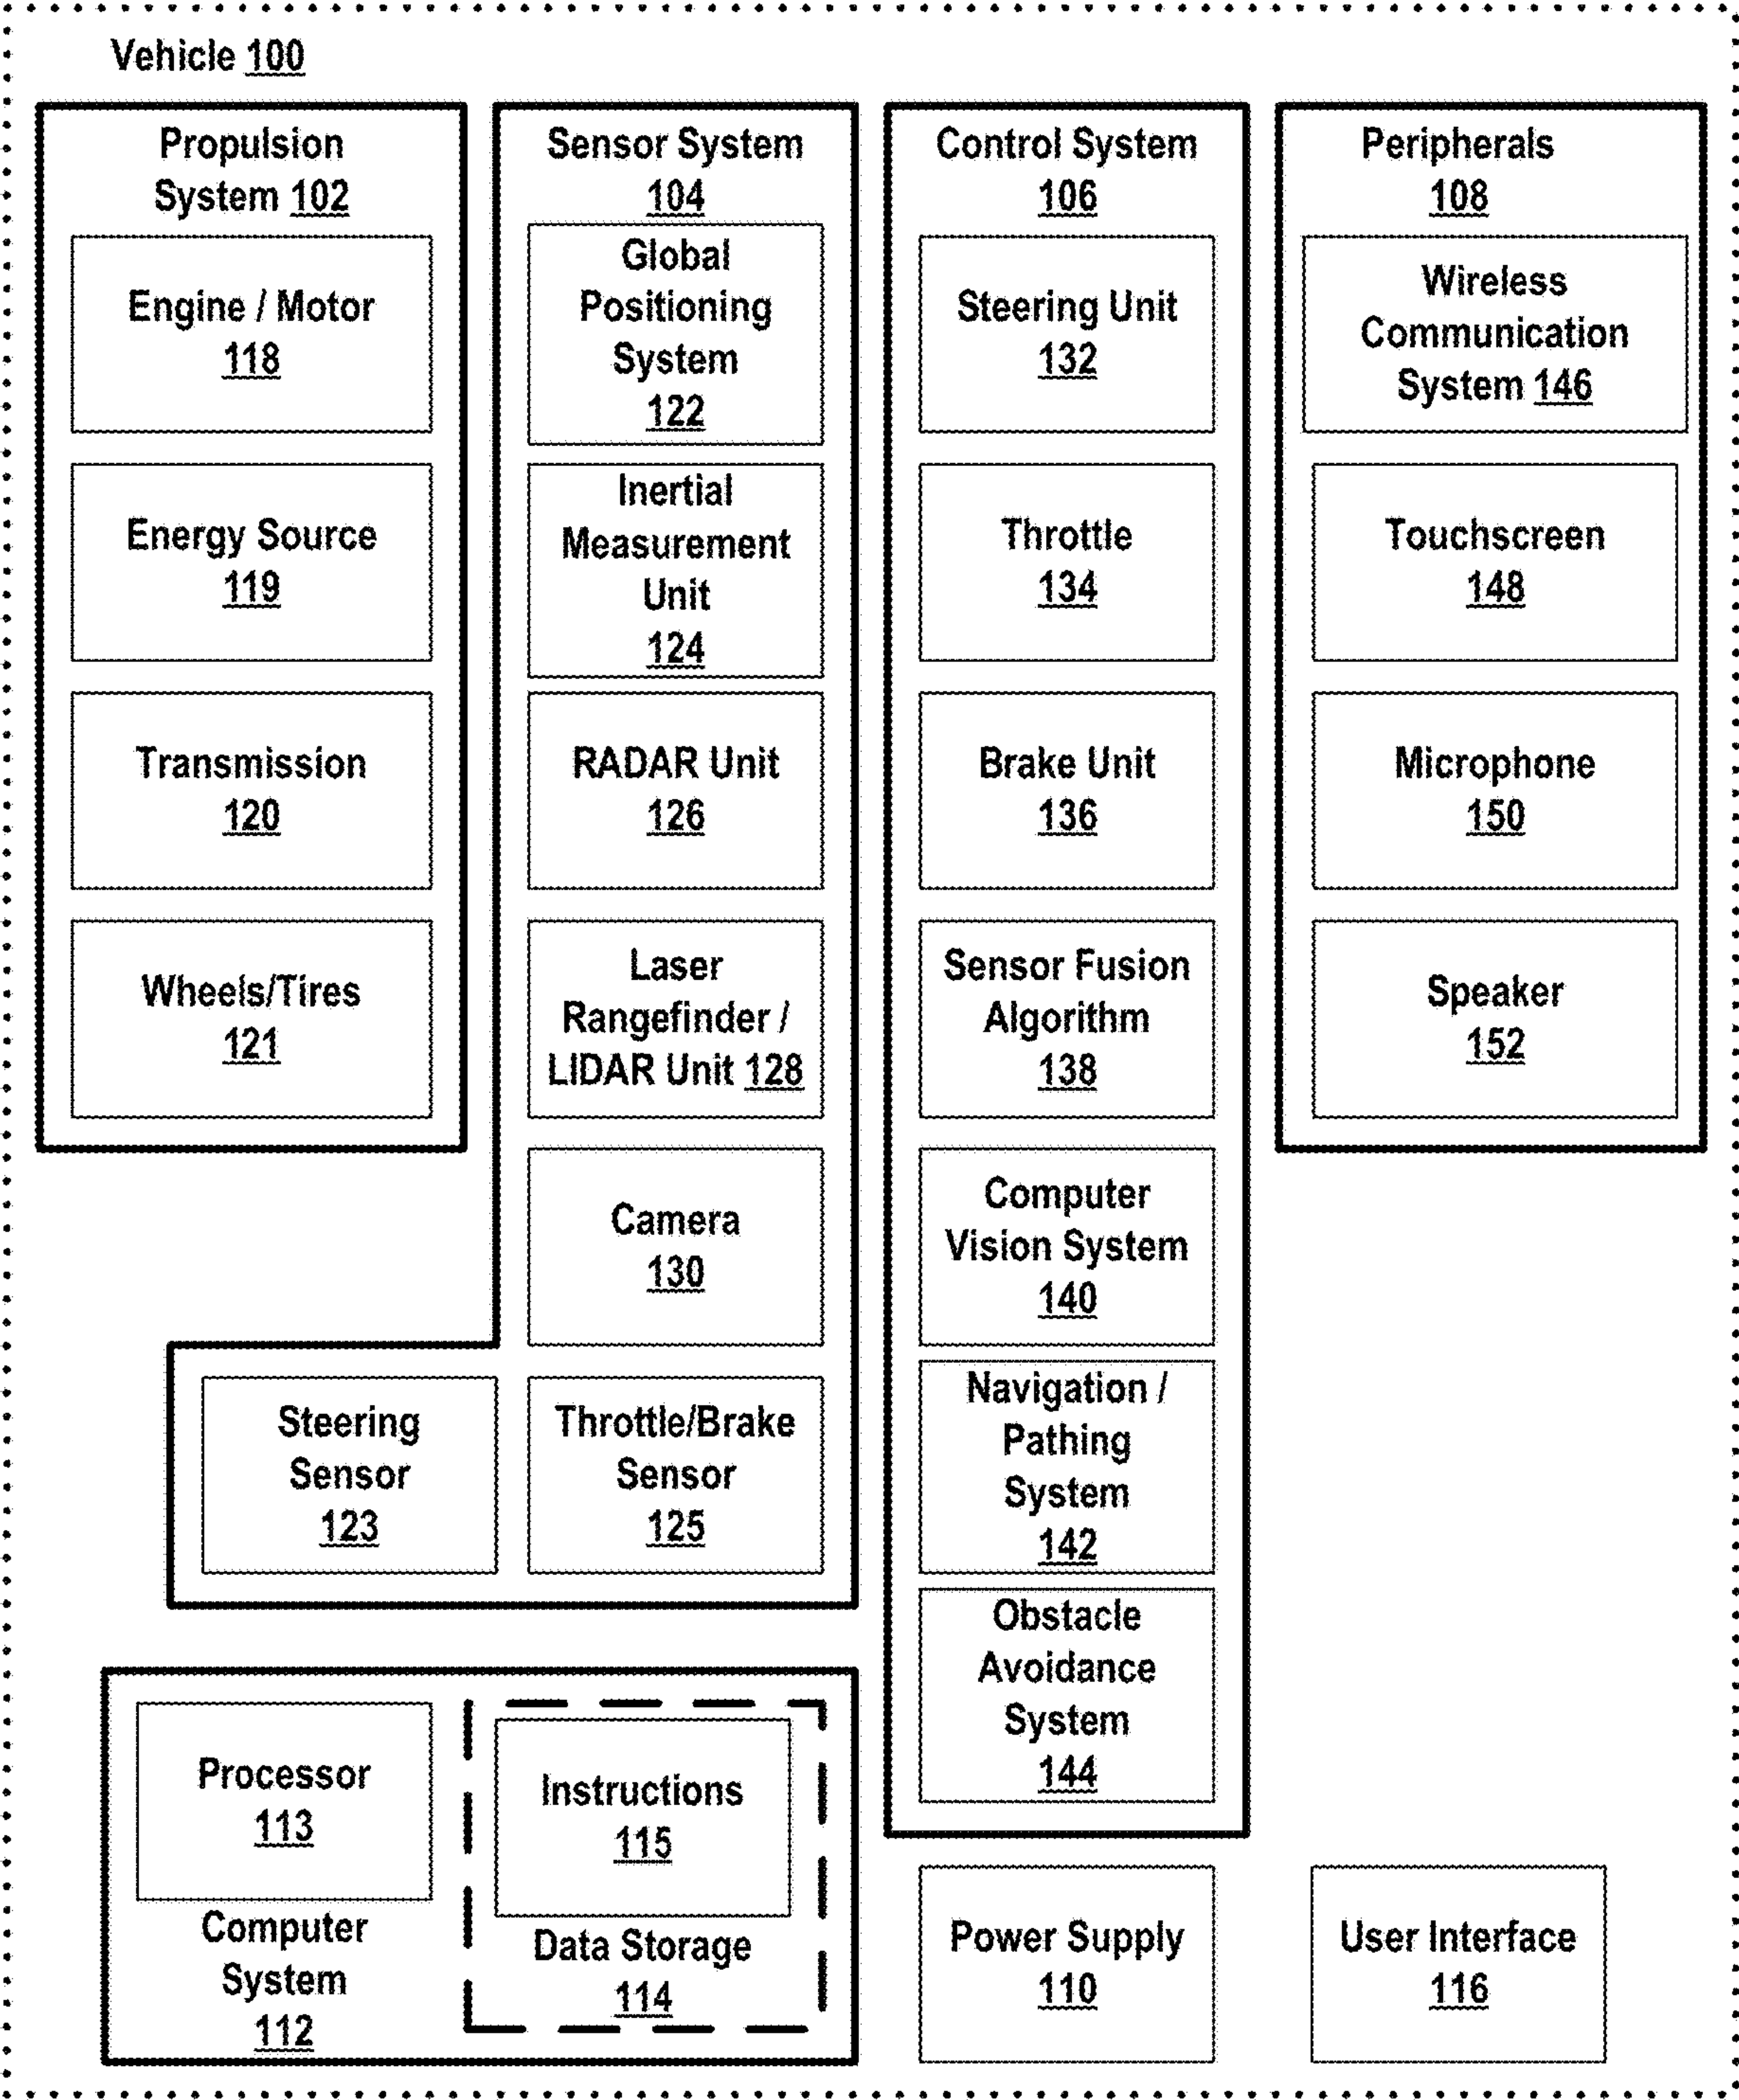 Vehicle 100
Propulsion
System 102
Engine / Motor
118
Energy Source
119
Transmission
120
Wheels/Tires
121
Sensor System
104
Global
Positioning
System
122
Inertial
Measurement
Unit
124
RADAR Unit
126
Laser
Rangefinder /
LIDAR Unit 128
Camera
130
Steering
Sensor
123
Throttle/Brake
Sensor
125
Control System
106
Steering Unit
132
Throttle
134
Brake Unit
136
Sensor Fusion
Algorithm
138
Computer
Vision System
140
Navigation /
Pathing
System
142
Obstacle
Avoidance
System
144
Peripherals
108
Wireless
Communication
System 146
Touchscreen
148
Microphone
150
Speaker
152
Processor
113
Computer
System
112
Instructions
115
Data Storage
114
Power Supply
110
User Interface
116